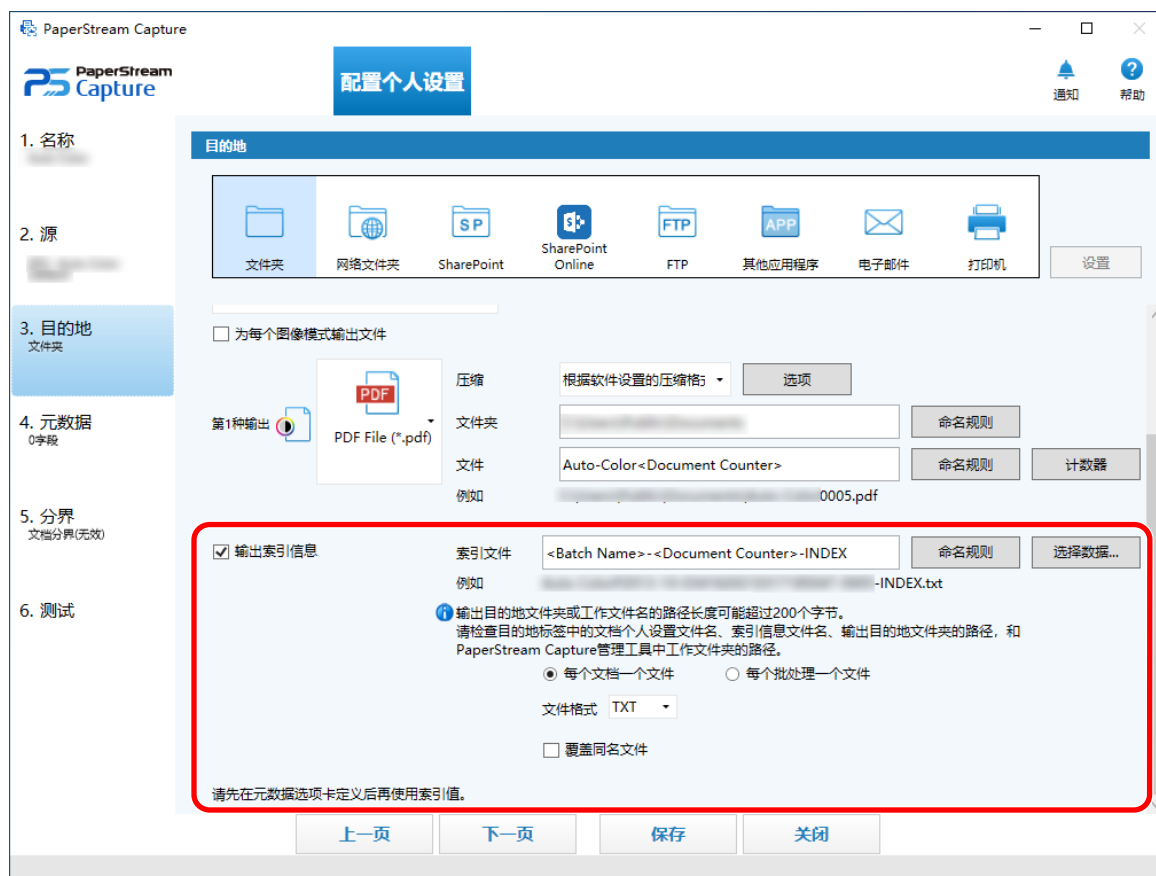 PaperStream Capture
PaperStream
Capture
配置个人设置
通知
帮助
1. 名称
2. 源
3. 目的地
文件夹
4. 元数据
0字段
5. 分界
文档分界(无效)
6. 测试
目的地
文件夹
网络文件夹
SP
SharePoint
SharePoint
Online
FTP
FTP
APP
其他应用程序
电子邮件
打印机
设置
为每个图像模式输出文件
第1种输出
PDF
PDF File (*.pdf)
压缩
根据软件设置的压缩格式
选项
文件夹
命名规则
文件
Auto-Color<Document Counter>
命名规则
计数器
例如
0005.pdf
输出索引信息
索引文件
<Batch Name>-<Document Counter>-INDEX
命名规则
选择数据...
例如
-INDEX.txt
输出目的地文件夹或工作文件名的路径长度可能超过200个字节。
请检查目的地标签中的文档个人设置文件名、索引信息文件名、输出目的地文件夹的路径，和
PaperStream Capture管理工具中工作文件夹的路径。
每个文档一个文件
每个批处理一个文件
文件格式
TXT
覆盖同名文件
请先在元数据选项卡定义后再使用索引值。
上一页
下一页
保存
关闭